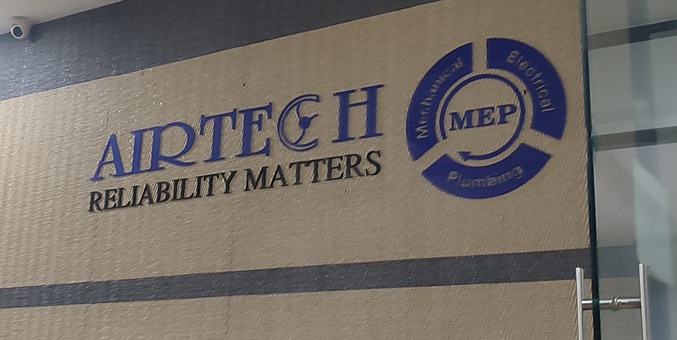 AIRTECH
RELIABILITY MATTERS
Mechanical
Electrical
MEP
Plumbing